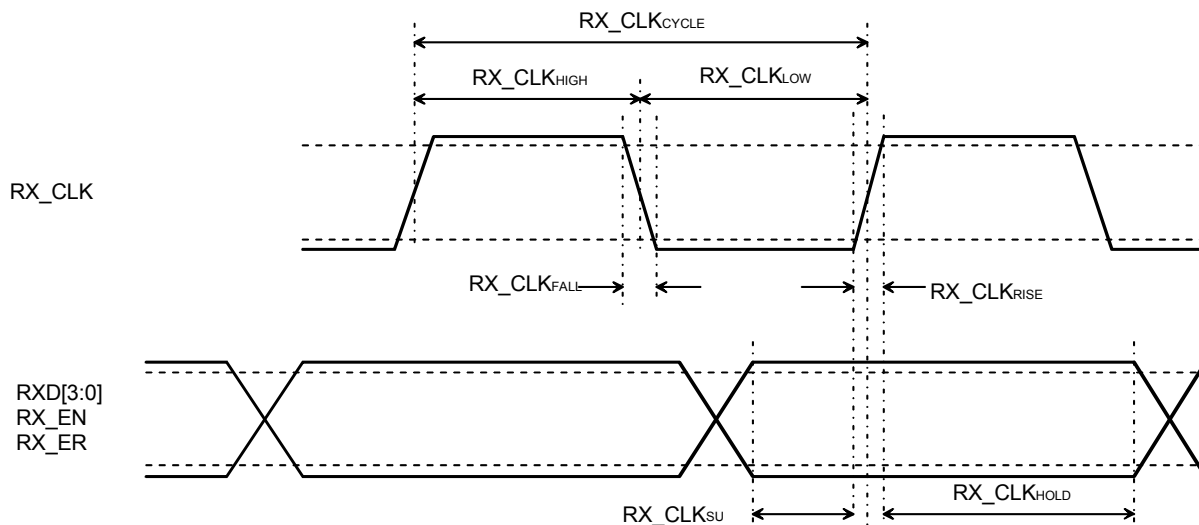 RX_CLKCYCLE
RX_CLKHIGH
RX_CLKLOW
RX_CLK
RX_CLKFALL
RX_CLKRISE
RXD[3:0]
RX_EN
RX_ER
RX_CLKHOLD
RX_CLKSU